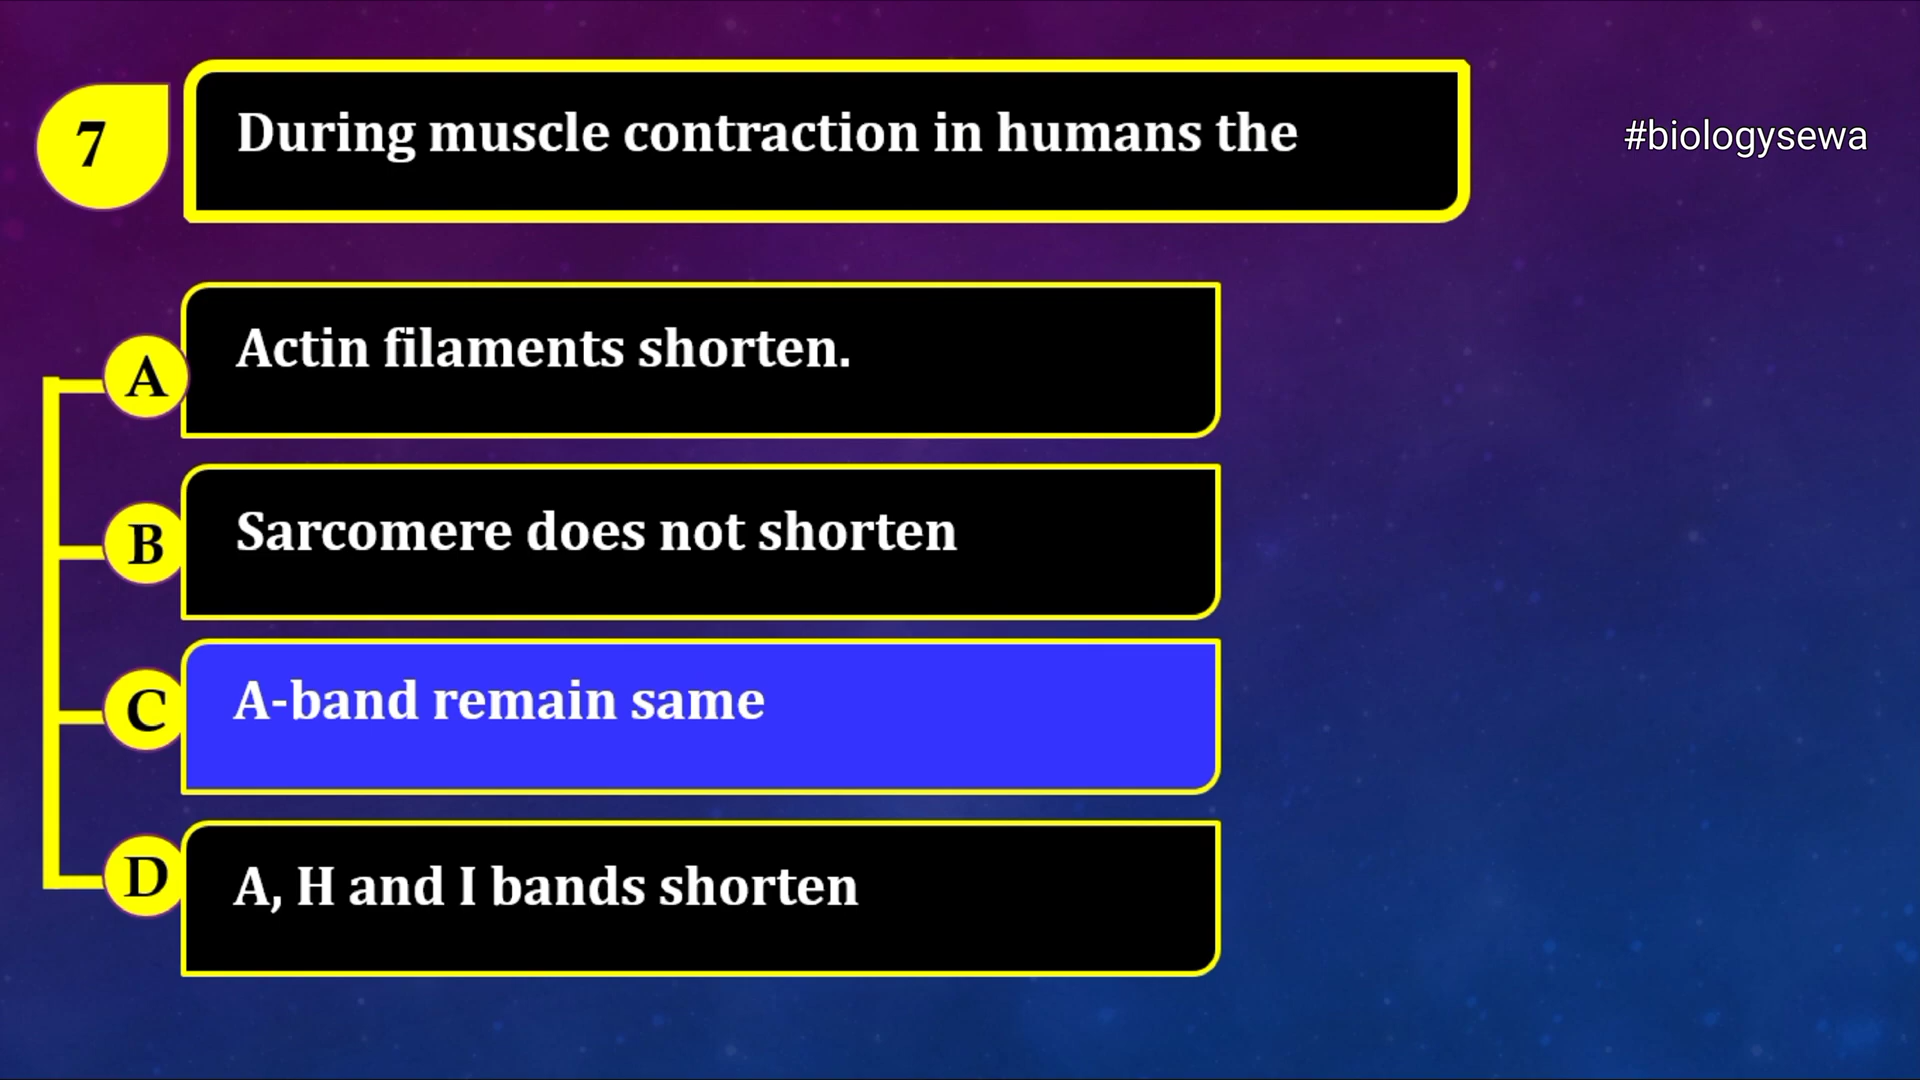 7
During muscle contraction in humans the
#biologysewa
A
Actin filaments shorten.
B
Sarcomere does not shorten
C
A-band remain same
D
A, H and I bands shorten